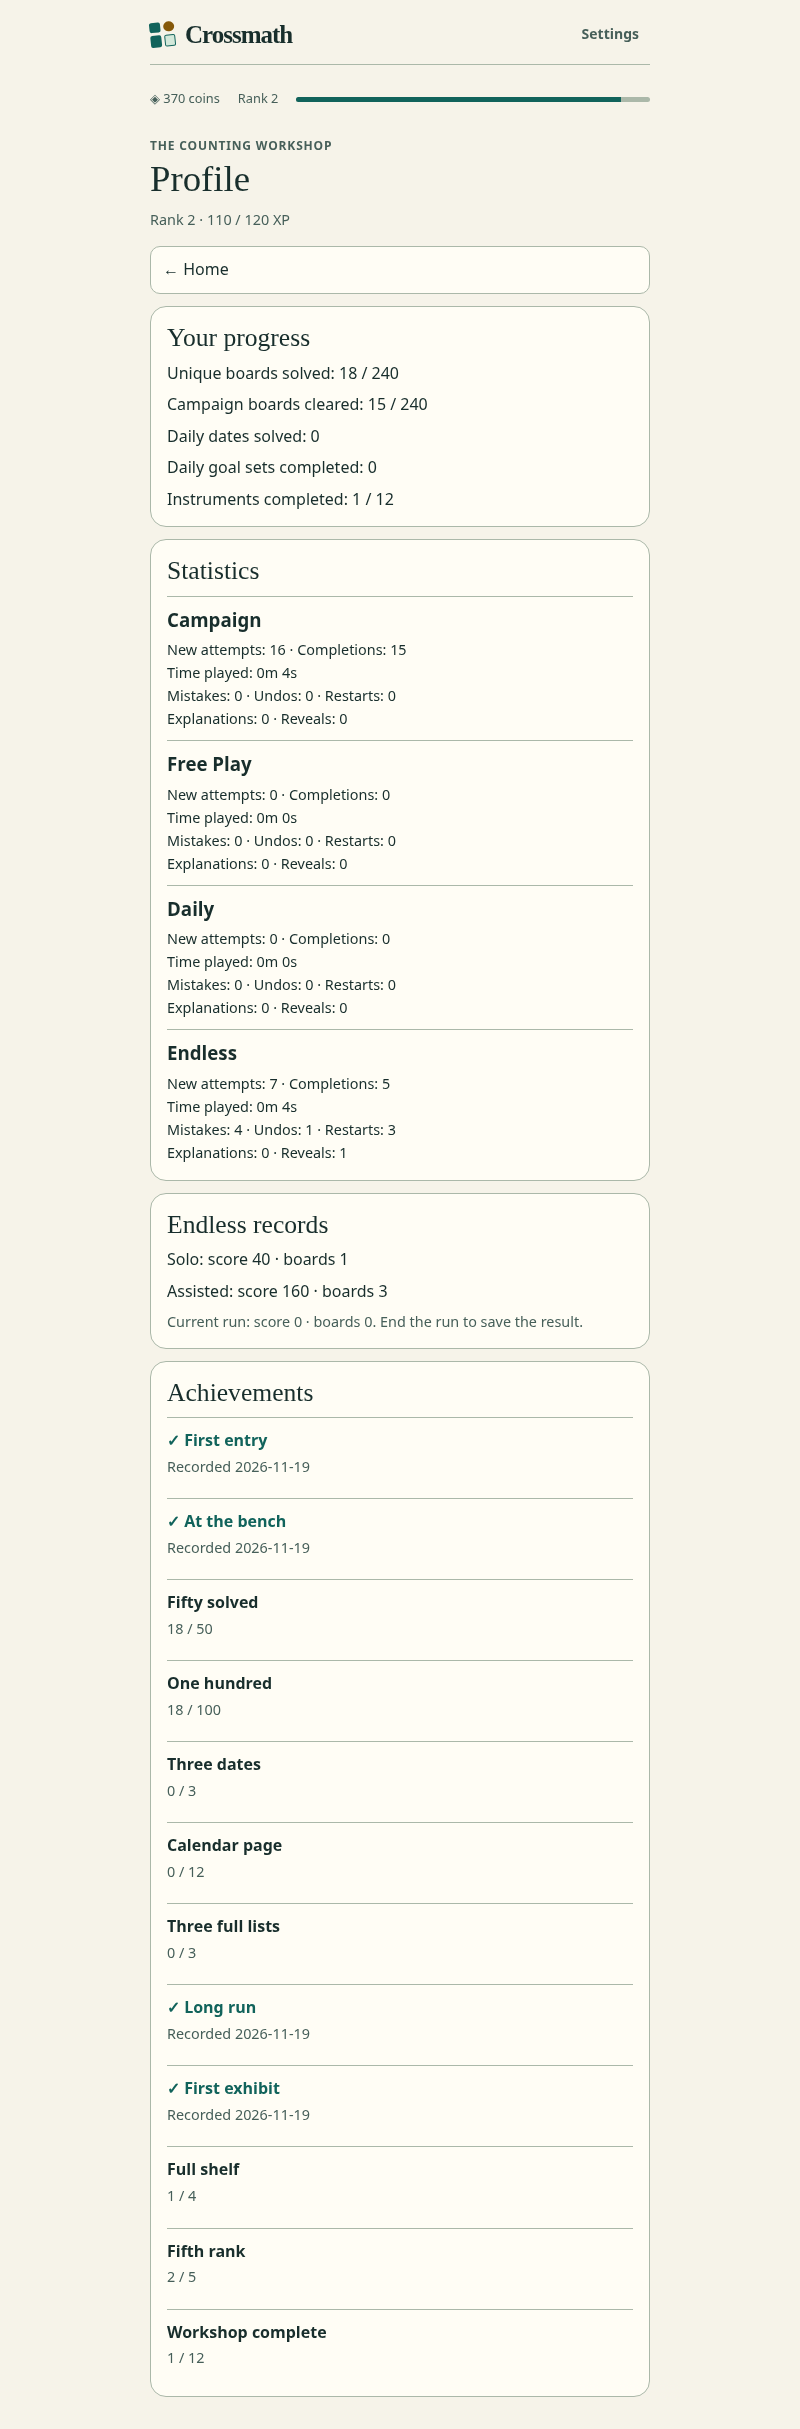 Crossmath
Settings
◈ 370 coins Rank 2
THE COUNTING WORKSHOP
Profile
Rank 2 · 110 / 120 XP
← Home
Your progress
Unique boards solved: 18 / 240
Campaign boards cleared: 15 / 240
Daily dates solved: 0
Daily goal sets completed: 0
Instruments completed: 1 / 12
Statistics
Campaign
New attempts: 16 · Completions: 15
Time played: 0m 4s
Mistakes: 0 · Undos: 0 · Restarts: 0
Explanations: 0 · Reveals: 0
Free Play
New attempts: 0 · Completions: 0
Time played: 0m 0s
Mistakes: 0 · Undos: 0 · Restarts: 0
Explanations: 0 · Reveals: 0
Daily
New attempts: 0 · Completions: 0
Time played: 0m 0s
Mistakes: 0 · Undos: 0 · Restarts: 0
Explanations: 0 · Reveals: 0
Endless
New attempts: 7 · Completions: 5
Time played: 0m 4s
Mistakes: 4 · Undos: 1 · Restarts: 3
Explanations: 0 · Reveals: 1
Endless records
Solo: score 40 · boards 1
Assisted: score 160 · boards 3
Current run: score 0 · boards 0. End the run to save the result.
Achievements
✓ First entry
Recorded 2026-11-19
✓ At the bench
Recorded 2026-11-19
Fifty solved
18 / 50
One hundred
18 / 100
Three dates
0 / 3
Calendar page
0 / 12
Three full lists
0 / 3
✓ Long run
Recorded 2026-11-19
✓ First exhibit
Recorded 2026-11-19
Full shelf
1 / 4
Fifth rank
2 / 5
Workshop complete
1 / 12